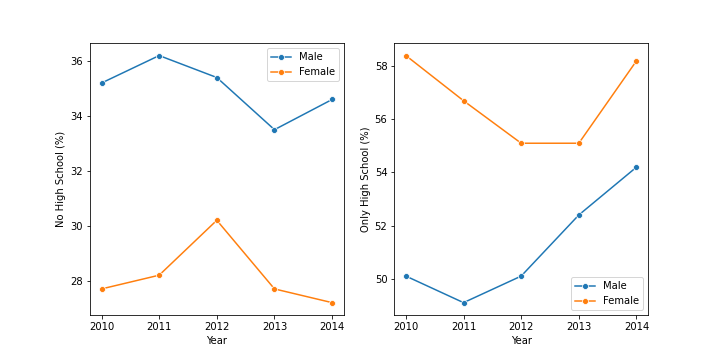 No High School (%)
36
34
32
30
28
2010 2011 2012 2013 2014
Year
Male
Female
Only High School (%)
58
56
54
52
50
2010 2011 2012 2013 2014
Year
Male
Female